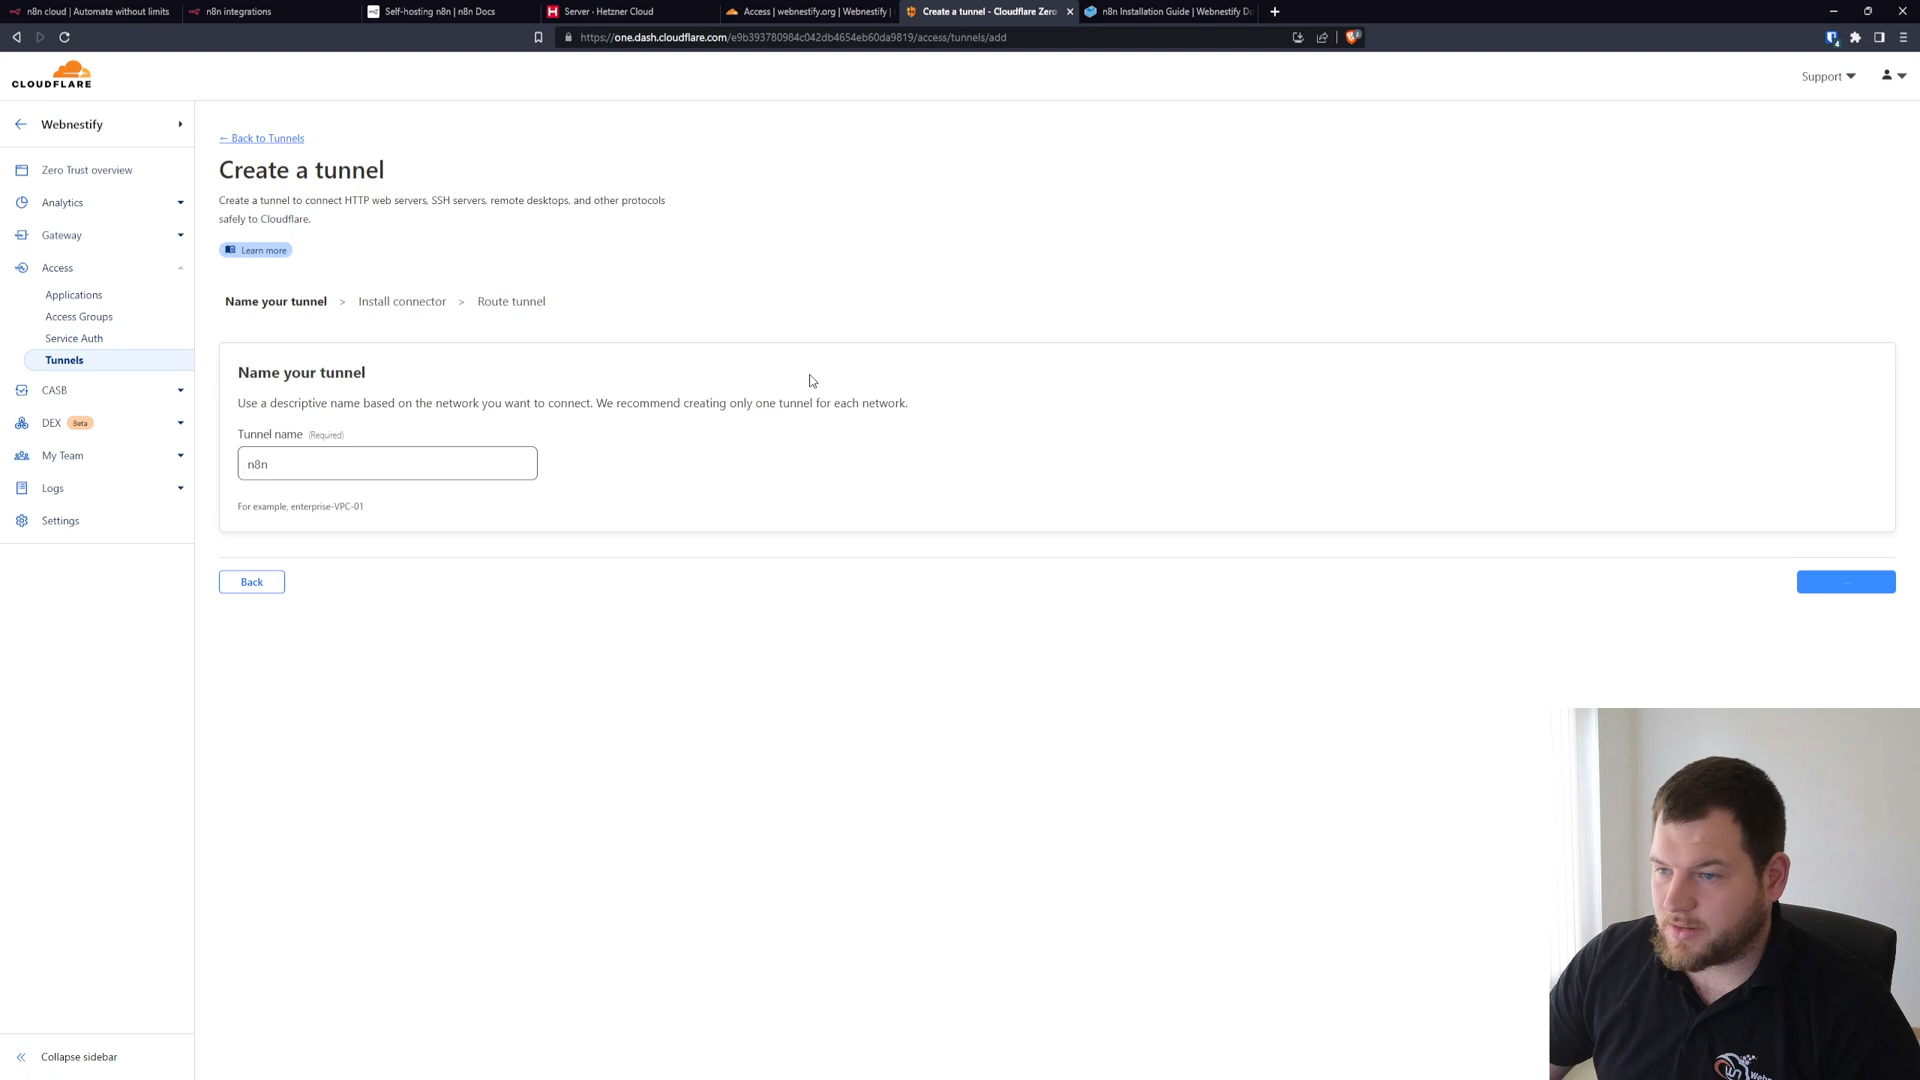 n8n cloud | Automate without limits
n8n integrations
Self-hosting n8n | n8n Docs
Server · Hetzner Cloud
Access | webnestify.org | Webnestify |
Create a tunnel - Cloudflare Zero
n8n Installation Guide | Webnestify Do
https://one.dash.cloudflare.com/e9b393780984c042db4654eb60da9819/access/tunnels/add
CLOUDFLARE
Support
Webnestify
Zero Trust overview
Analytics
Gateway
Access
Applications
Access Groups
Service Auth
Tunnels
CASB
DEX Beta
My Team
Logs
Settings
Collapse sidebar
← Back to Tunnels
Create a tunnel
Create a tunnel to connect HTTP web servers, SSH servers, remote desktops, and other protocols
safely to Cloudflare.
Learn more
Name your tunnel > Install connector > Route tunnel
Name your tunnel
Use a descriptive name based on the network you want to connect. We recommend creating only one tunnel for each network.
Tunnel name (Required)
n8n
For example, enterprise-VPC-01
Back